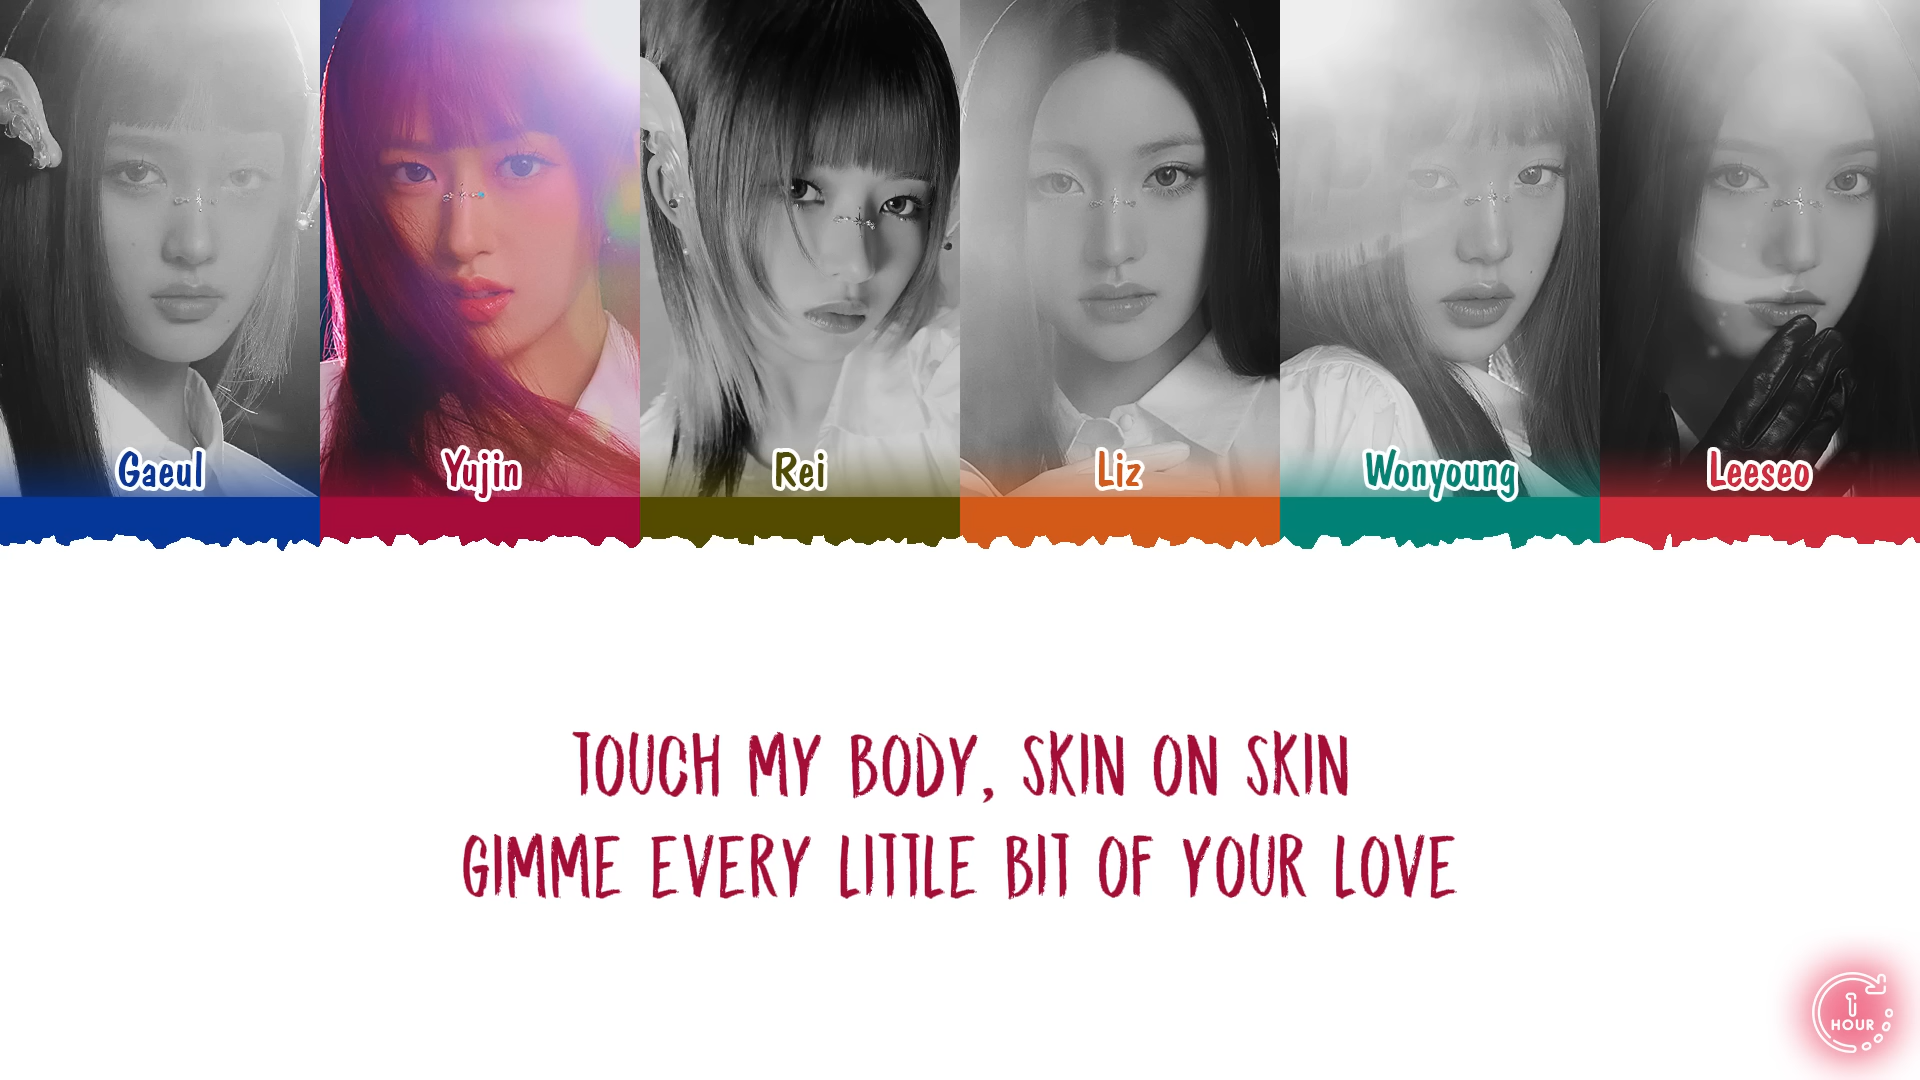 Gaeul
Yujin
Rei
Liz
Wonyoung
Leeseo
TOUCH MY BODY, SKIN ON SKIN
GIMME EVERY LITTLE BIT OF YOUR LOVE
1
HOUR